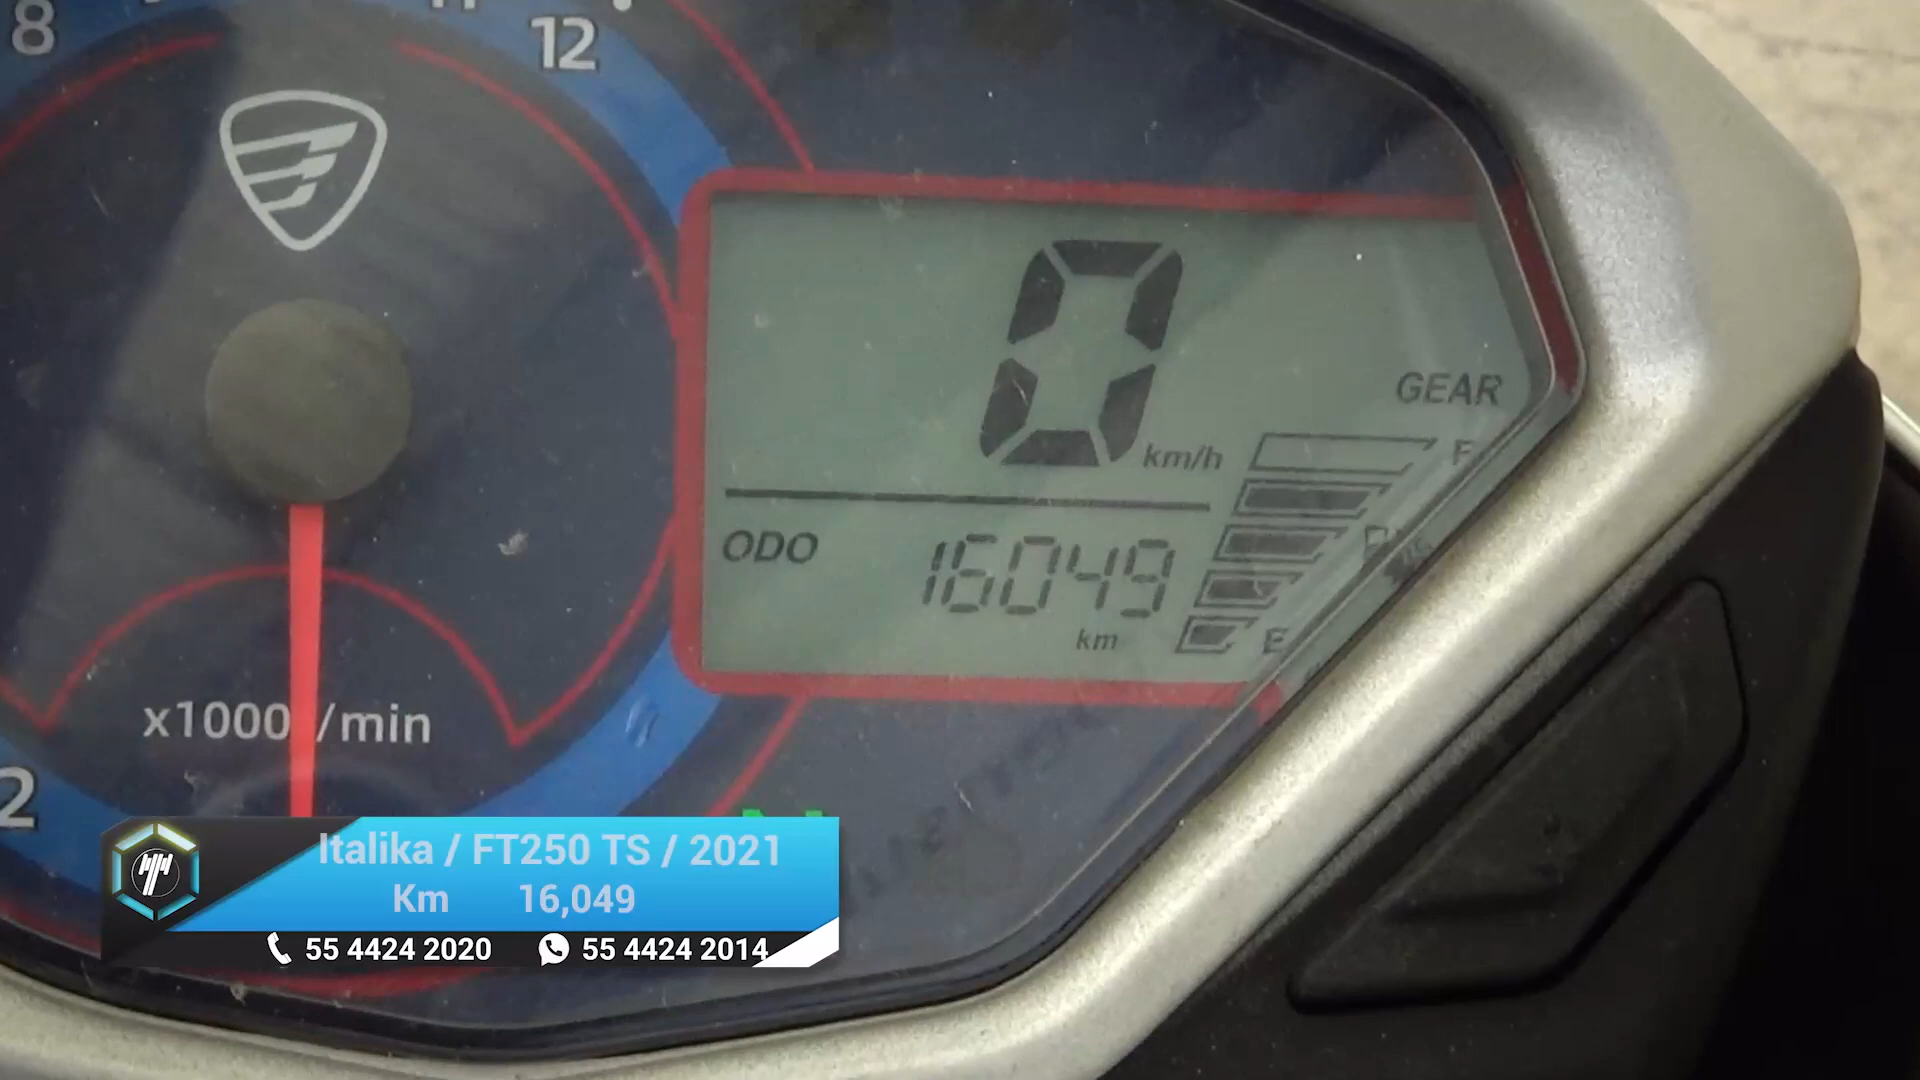 8
12
0
km/h
GEAR
F
ODO
16049
km
E
x1000 /min
2
Italika / FT250 TS / 2021
Km 16,049
55 4424 2020 55 4424 2014